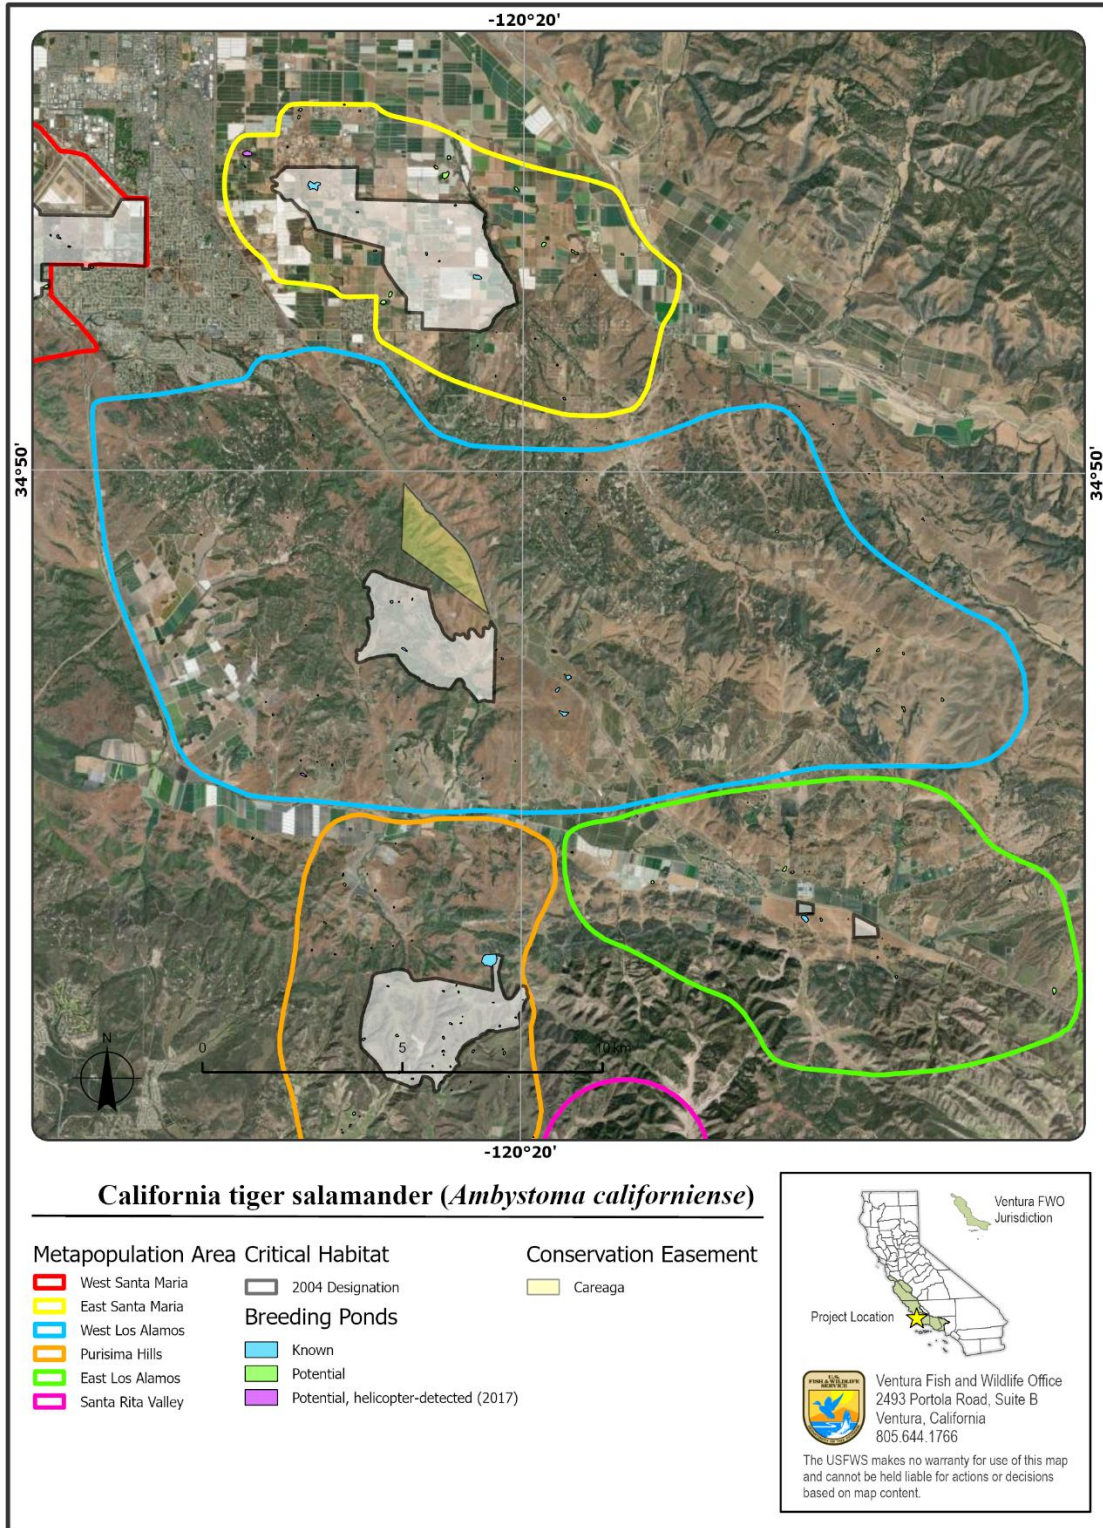 -120°20'
34°50'
34°50'
N
0
5
10 km
-120°20'
California tiger salamander (Ambystoma californiense)
Metapopulation Area
West Santa Maria
East Santa Maria
West Los Alamos
Purisima Hills
East Los Alamos
Santa Rita Valley
Critical Habitat
2004 Designation
Breeding Ponds
Known
Potential
Potential, helicopter-detected (2017)
Conservation Easement
Careaga
Ventura FWO
Jurisdiction
Project Location
U.S.
FISH & WILDLIFE
SERVICE
Ventura Fish and Wildlife Office
2493 Portola Road, Suite B
Ventura, California
805.644.1766
The USFWS makes no warranty for use of this map
and cannot be held liable for actions or decisions
based on map content.